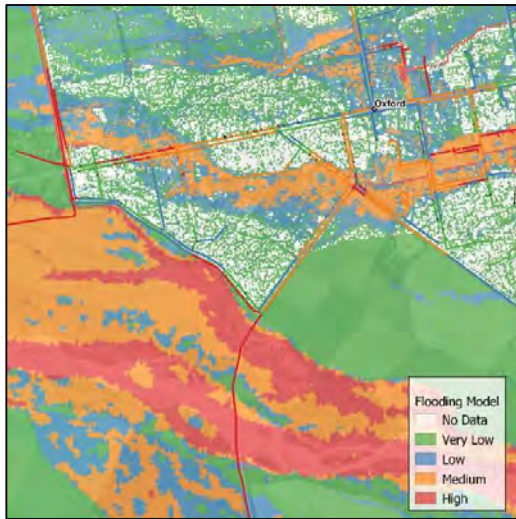 Oxford
Flooding Model
No Data
Very Low
Low
Medium
High